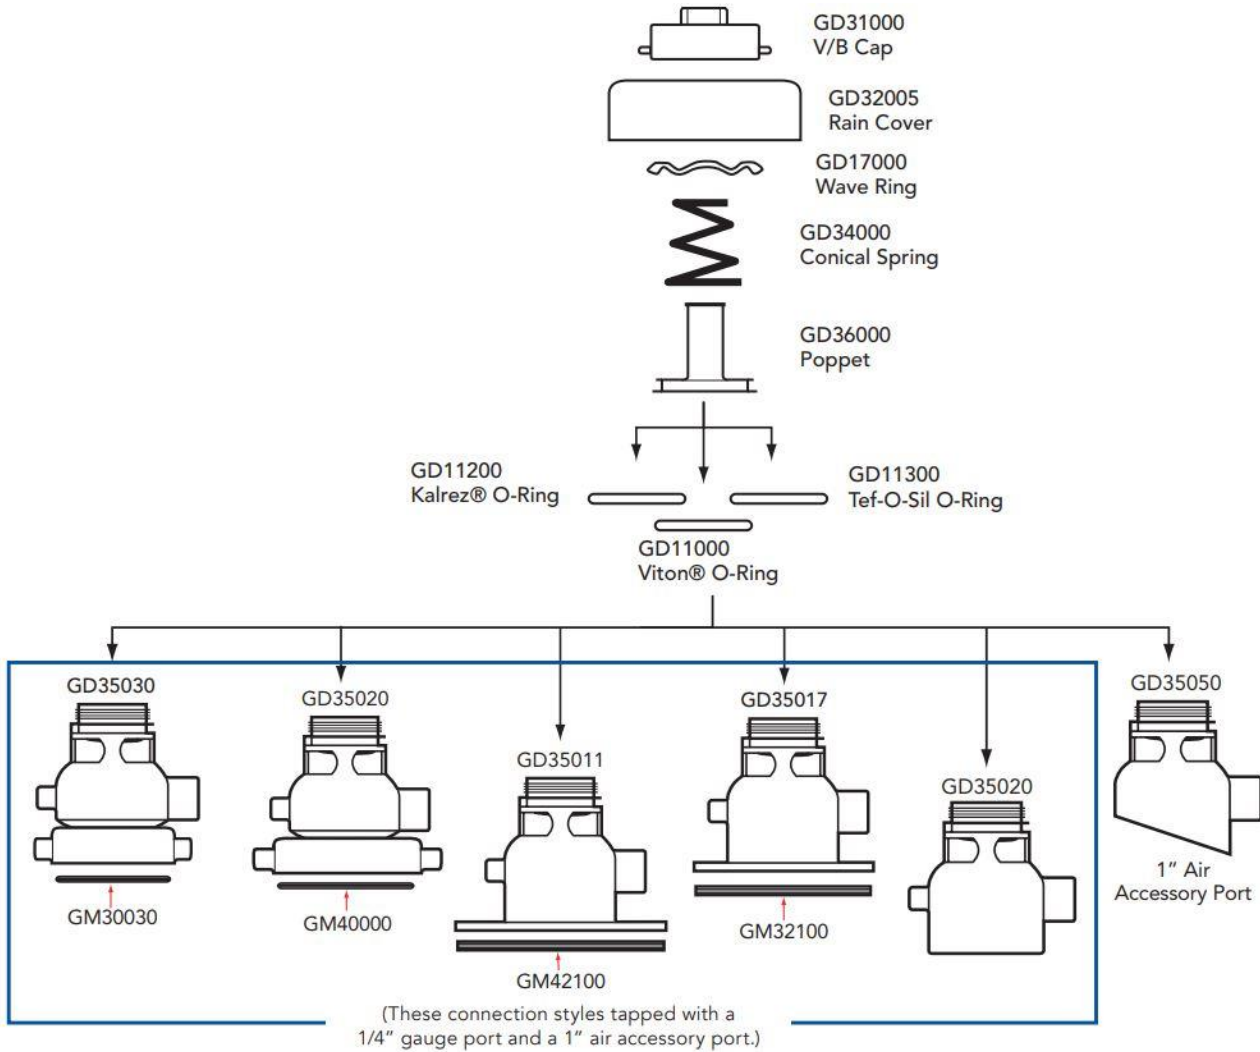 GD31000
V/B Cap
GD32005
Rain Cover
GD17000
Wave Ring
GD34000
Conical Spring
GD36000
Poppet
GD11200
Kalrez® O-Ring
GD11300
Tef-O-Sil O-Ring
GD11000
Viton® O-Ring
GD35030
GD35020
GD35011
GD35017
GD35020
GD35050
1" Air
Accessory Port
GM30030
GM40000
GM42100
GM32100
(These connection styles tapped with a
1/4" gauge port and a 1" air accessory port.)